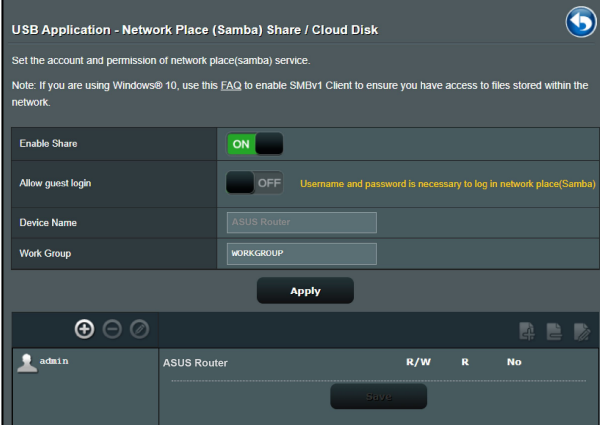 USB Application - Network Place (Samba) Share / Cloud Disk
Set the account and permission of network place(samba) service.
Note: If you are using Windows® 10, use this FAQ to enable SMBv1 Client to ensure you have access to files stored within the
network.
Enable Share ON
Allow guest login OFF Username and password is necessary to log in network place(Samba)
Device Name ASUS Router
Work Group WORKGROUP
Apply
admin ASUS Router R/W R No
Save